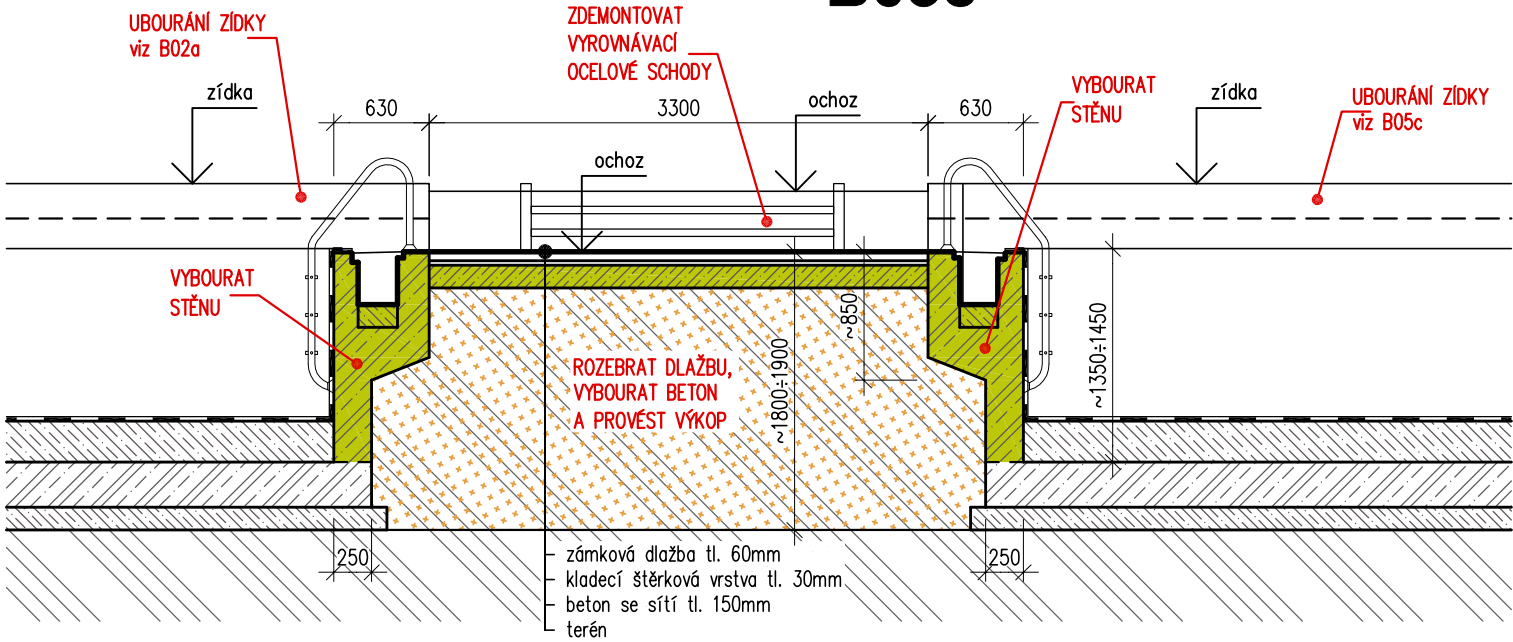 UBOURÁNÍ ZÍDKY
viz B02a
ZDEMONTOVAT
VYROVNÁVACÍ
OCELOVÉ SCHODY
zídka
630
3300
ochoz
630
VYBOURAT
STĚNU
zídka
UBOURÁNÍ ZÍDKY
viz B05c
ochoz
VYBOURAT
STĚNU
~850
~1800÷1900
~1350÷1450
ROZEBRAT DLAŽBU,
VYBOURAT BETON
A PROVÉST VÝKOP
250
250
zámková dlažba tl. 60mm
kladecí štěrková vrstva tl. 30mm
beton se sítí tl. 150mm
terén